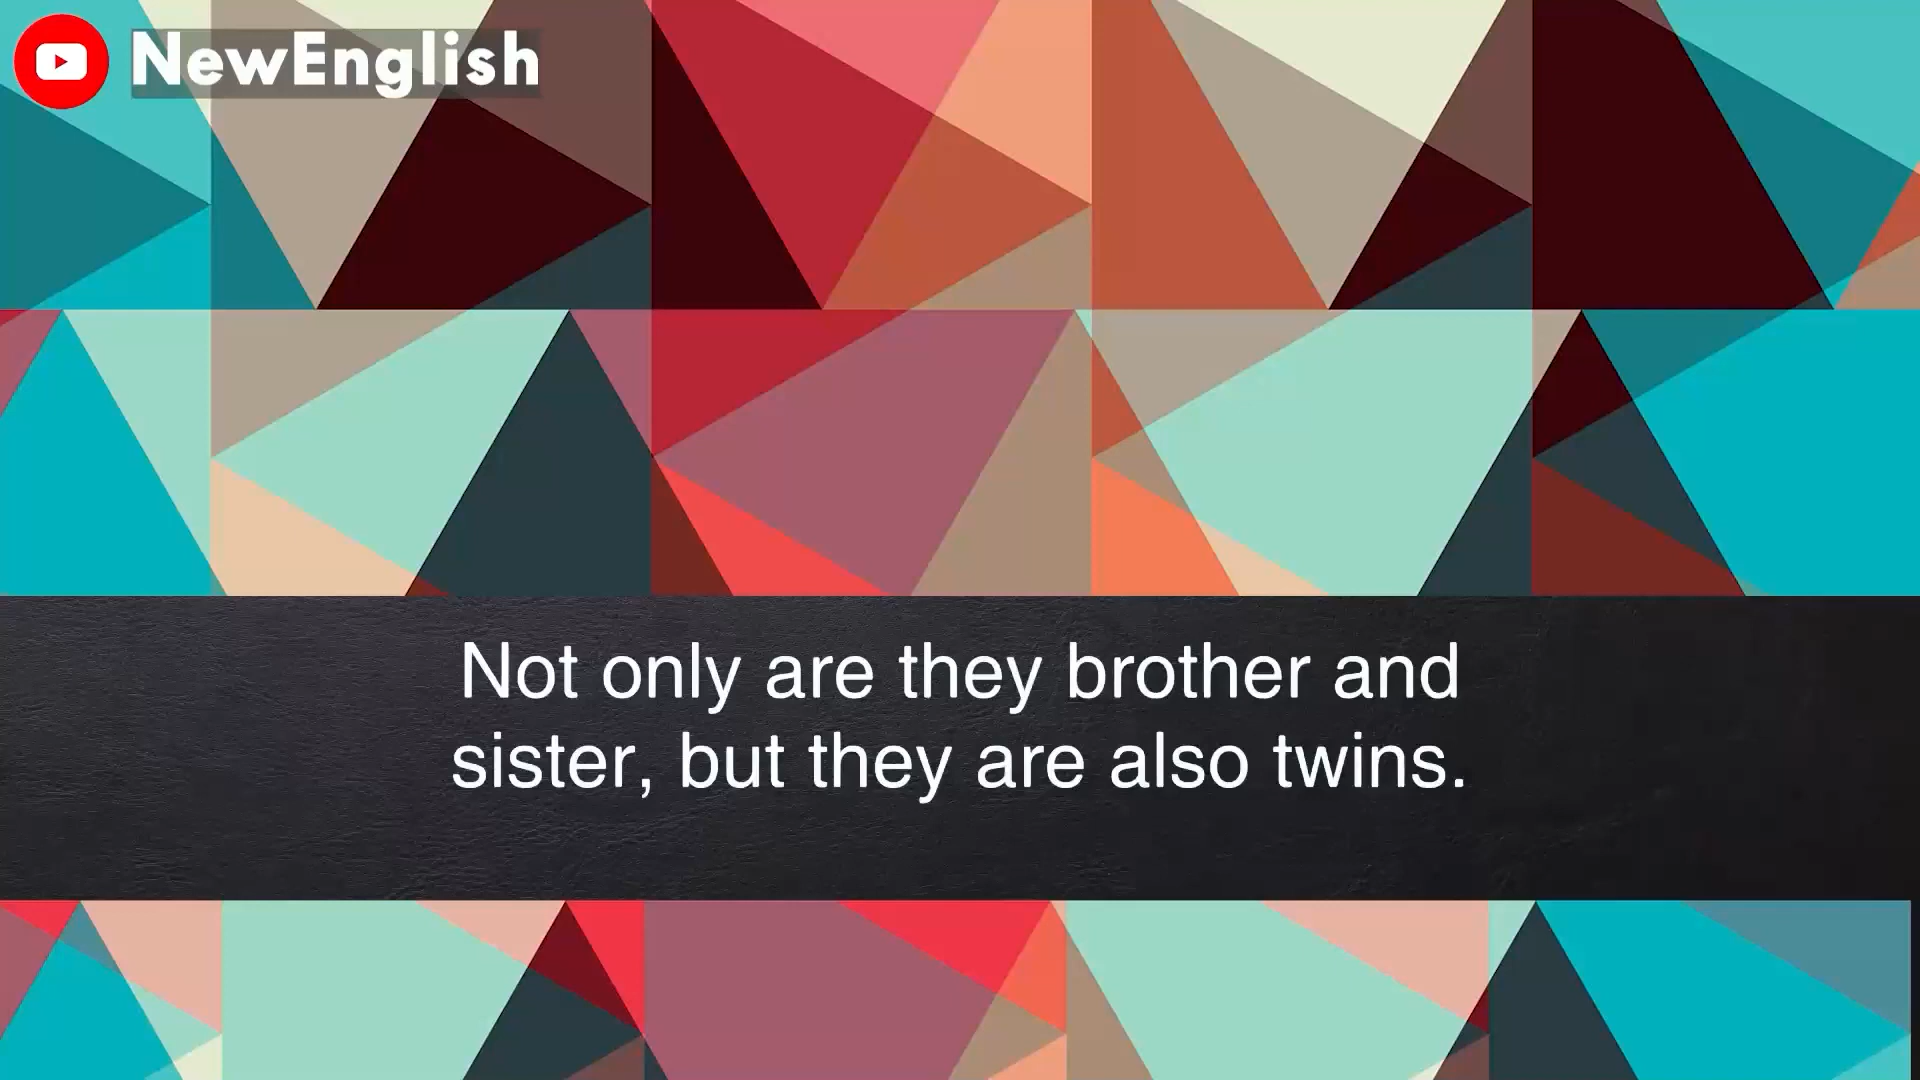 NewEnglish
Not only are they brother and
sister, but they are also twins.